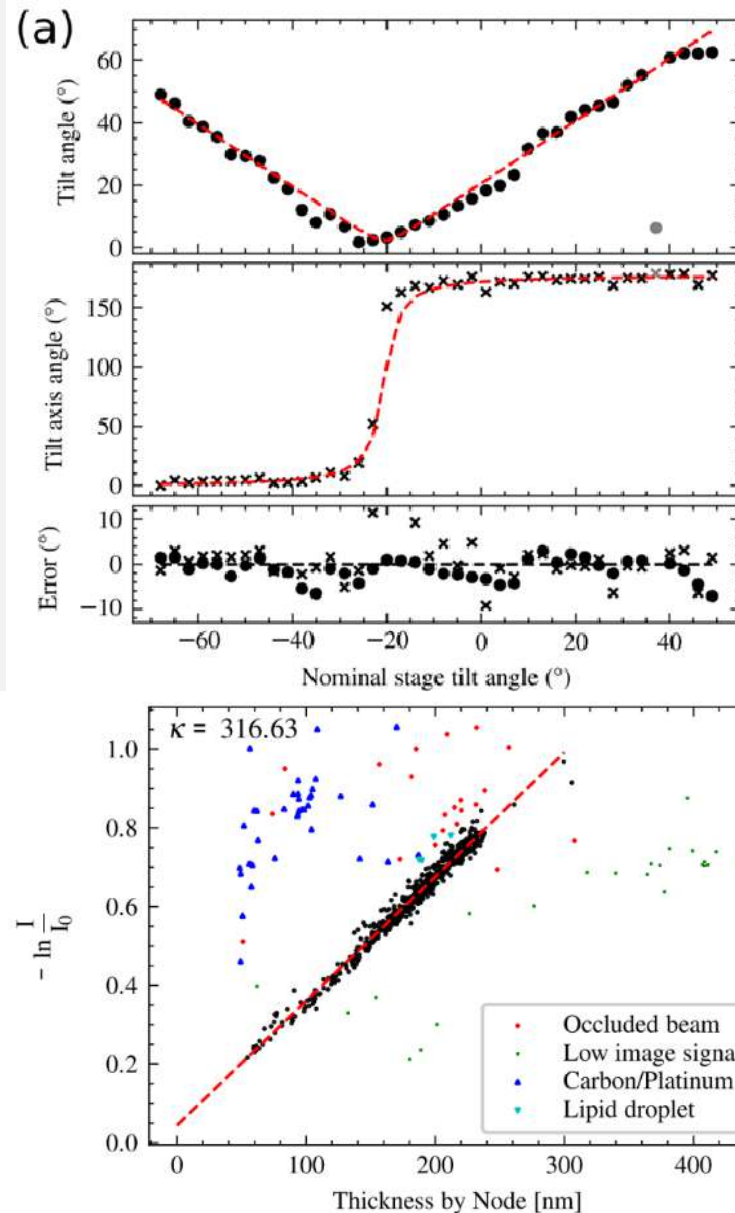 (a)
Tilt angle (°)
60
40
20
0
Tilt axis angle (°)
150
100
50
0
Error (°)
10
0
−10
−60 −40 −20 0 20 40
Nominal stage tilt angle (°)
κ = 316.63
− ln I/I₀
1.0
0.8
0.6
0.4
0.2
0.0
Occluded beam
Low image signa
Carbon/Platinum
Lipid droplet
0 100 200 300 400
Thickness by Node [nm]